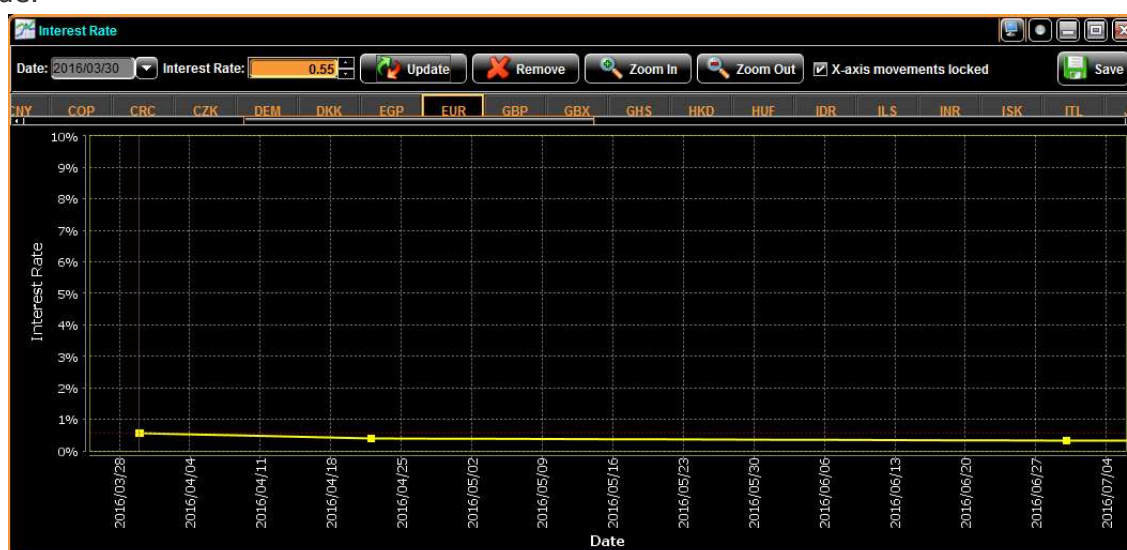 Interest Rate
Date: 2016/03/30 Interest Rate: 0.55 Update Remove Zoom In Zoom Out X-axis movements locked Save
CNY COP CRC CZK DEM DKK EGP EUR GBP GBX GHS HKD HUF IDR ILS INR ISK ITL
10%
9%
8%
7%
6%
5%
4%
3%
2%
1%
0%
Interest Rate
2016/03/28 2016/04/04 2016/04/11 2016/04/18 2016/04/25 2016/05/02 2016/05/09 2016/05/16 2016/05/23 2016/05/30 2016/06/06 2016/06/13 2016/06/20 2016/06/27 2016/07/04
Date